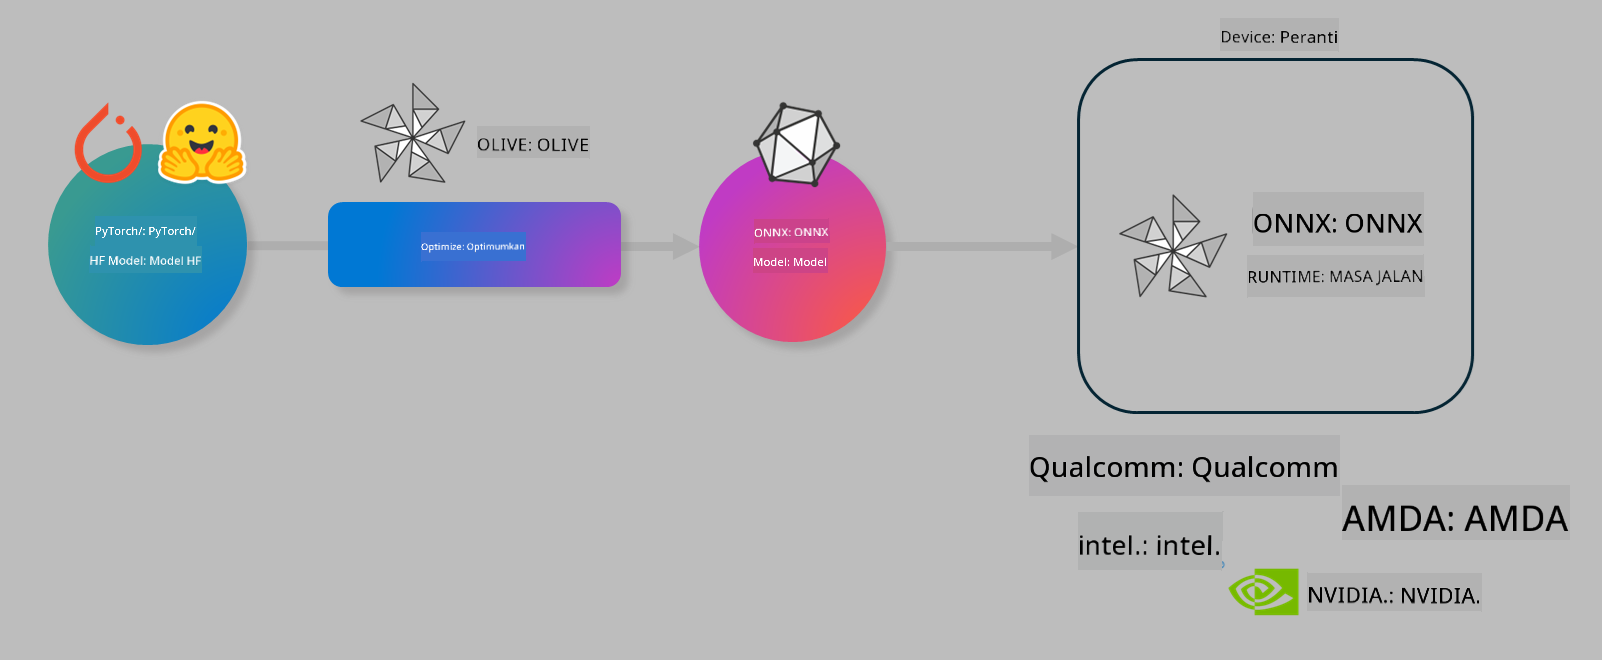 Device: Peranti
OLIVE: OLIVE
PyTorch/: PyTorch/
HF Model: Model HF
Optimize: Optimumkan
ONNX: ONNX
Model: Model
ONNX: ONNX
RUNTIME: MASA JALAN
Qualcomm: Qualcomm
AMDA: AMDA
intel.: intel.
NVIDIA.: NVIDIA.